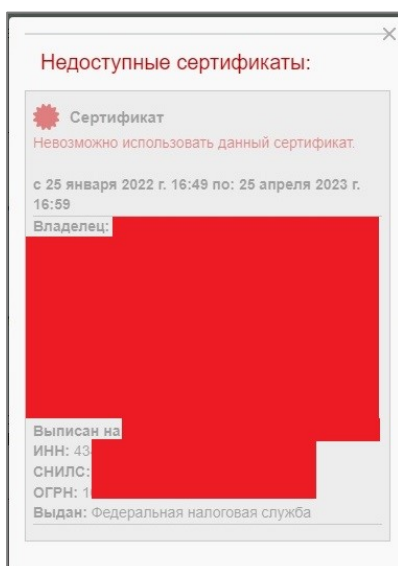 Недоступные сертификаты:
Сертификат
Невозможно использовать данный сертификат.
с 25 января 2022 г. 16:49 по: 25 апреля 2023 г.
16:59
Владелец:
Выписан на
ИНН: 43
СНИЛС:
ОГРН: 1
Выдан: Федеральная налоговая служба